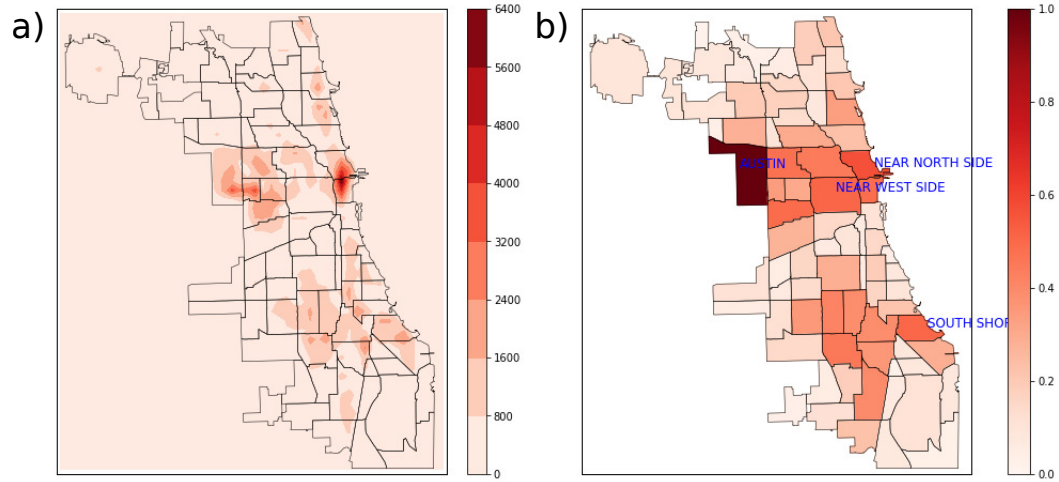 a)
6400
5600
4800
4000
3200
2400
1600
800
0
b)
AUSTIN
NEAR NORTH SIDE
NEAR WEST SIDE
SOUTH SHOR
1.0
0.8
0.6
0.4
0.2
0.0